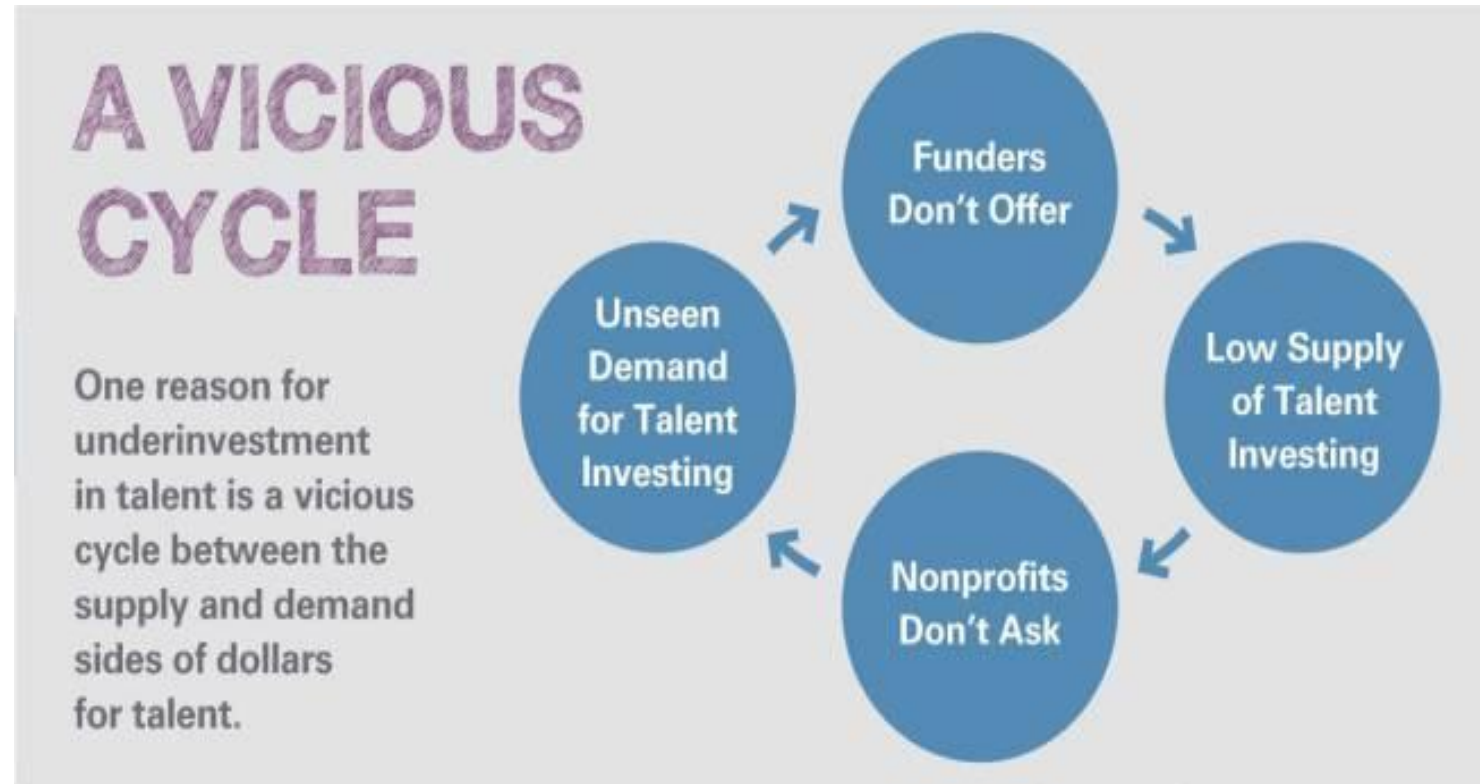 A VICIOUS
CYCLE
One reason for
underinvestment
in talent is a vicious
cycle between the
supply and demand
sides of dollars
for talent.
Funders
Don’t Offer
Low Supply
of Talent
Investing
Nonprofits
Don’t Ask
Unseen
Demand
for Talent
Investing